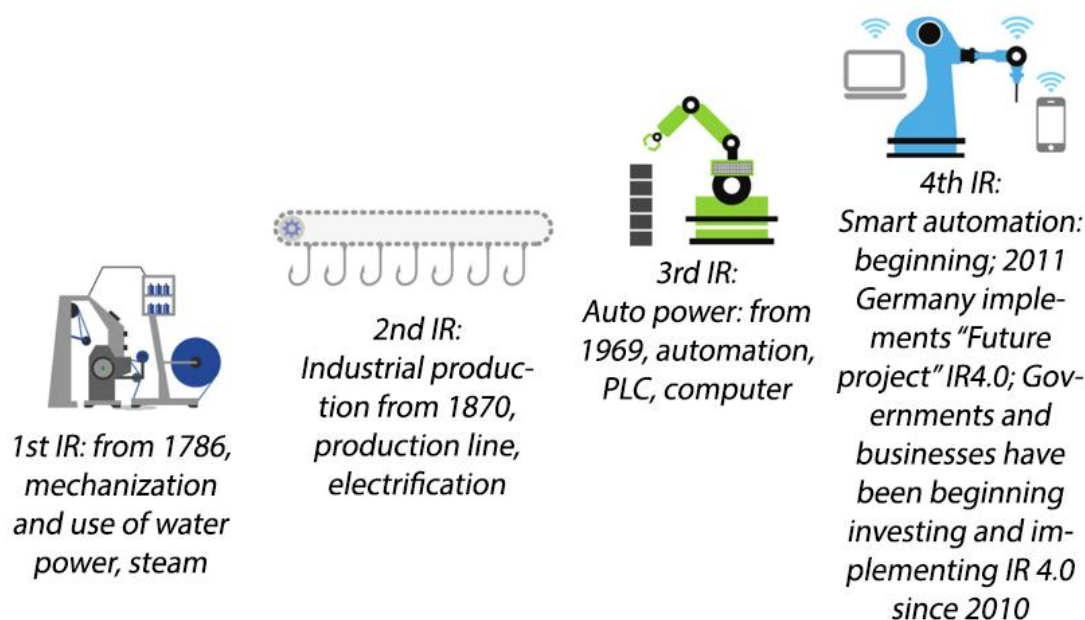 1st IR: from 1786,
mechanization
and use of water
power, steam
2nd IR:
Industrial produc-
tion from 1870,
production line,
electrification
3rd IR:
Auto power: from
1969, automation,
PLC, computer
4th IR:
Smart automation:
beginning; 2011
Germany imple-
ments “Future
project” IR4.0; Gov-
ernments and
businesses have
been beginning
investing and im-
plementing IR 4.0
since 2010